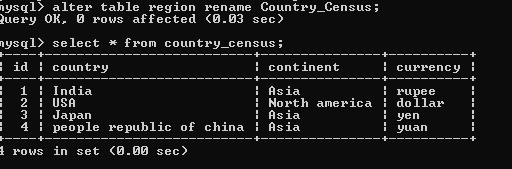 mysql> alter table region rename Country_Census;
Query OK, 0 rows affected (0.03 sec)
mysql> select * from country_census;
+----+---------------------------+---------------+----------+
| id | country                   | continent     | currency |
+----+---------------------------+---------------+----------+
| 1 | India                     | Asia          | rupee    |
| 2 | USA                       | North america | dollar   |
| 3 | Japan                     | Asia          | yen      |
| 4 | people republic of china  | Asia          | yuan     |
+----+---------------------------+---------------+----------+
4 rows in set (0.00 sec)